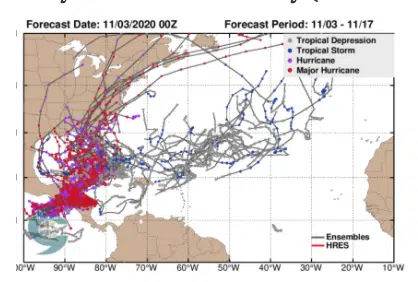 Forecast Date: 11/03/2020 00Z Forecast Period: 11/03 - 11/17
Tropical Depression
Tropical Storm
Hurricane
Major Hurricane
Ensembles
HRES
00°W 90°W 80°W 70°W 60°W 50°W 40°W 30°W 20°W 10°W